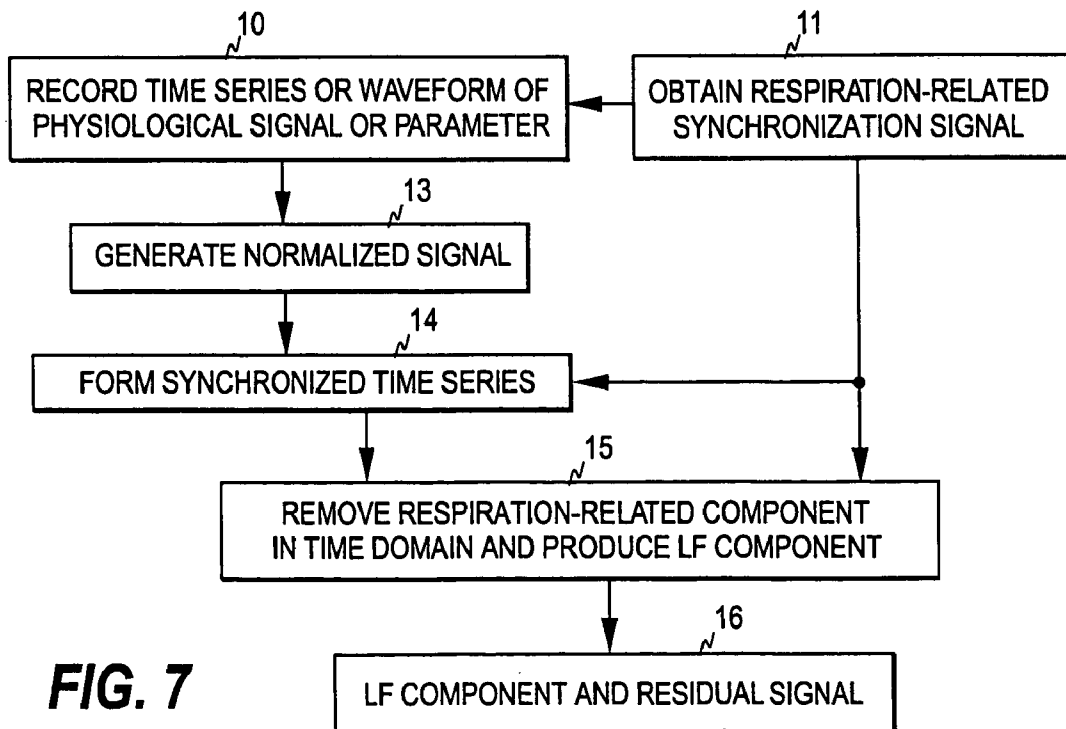 10
RECORD TIME SERIES OR WAVEFORM OF
PHYSIOLOGICAL SIGNAL OR PARAMETER
11
OBTAIN RESPIRATION-RELATED
SYNCHRONIZATION SIGNAL
13
GENERATE NORMALIZED SIGNAL
14
FORM SYNCHRONIZED TIME SERIES
15
REMOVE RESPIRATION-RELATED COMPONENT
IN TIME DOMAIN AND PRODUCE LF COMPONENT
16
LF COMPONENT AND RESIDUAL SIGNAL
FIG. 7